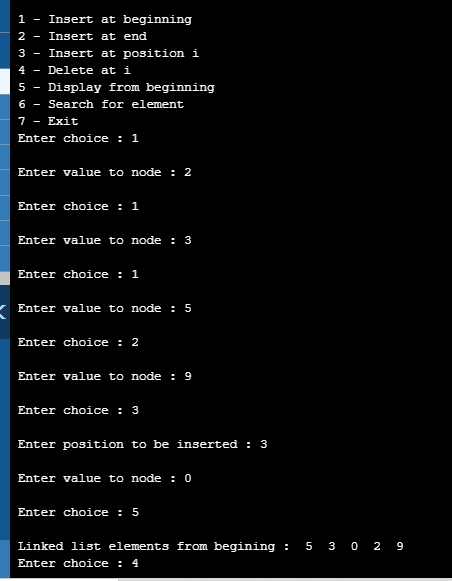 1 - Insert at beginning
2 - Insert at end
3 - Insert at position i
4 - Delete at i
5 - Display from beginning
6 - Search for element
7 - Exit
Enter choice : 1
Enter value to node : 2
Enter choice : 1
Enter value to node : 3
Enter choice : 1
Enter value to node : 5
Enter choice : 2
Enter value to node : 9
Enter choice : 3
Enter position to be inserted : 3
Enter value to node : 0
Enter choice : 5
Linked list elements from begining :  5  3  0  2  9
Enter choice : 4